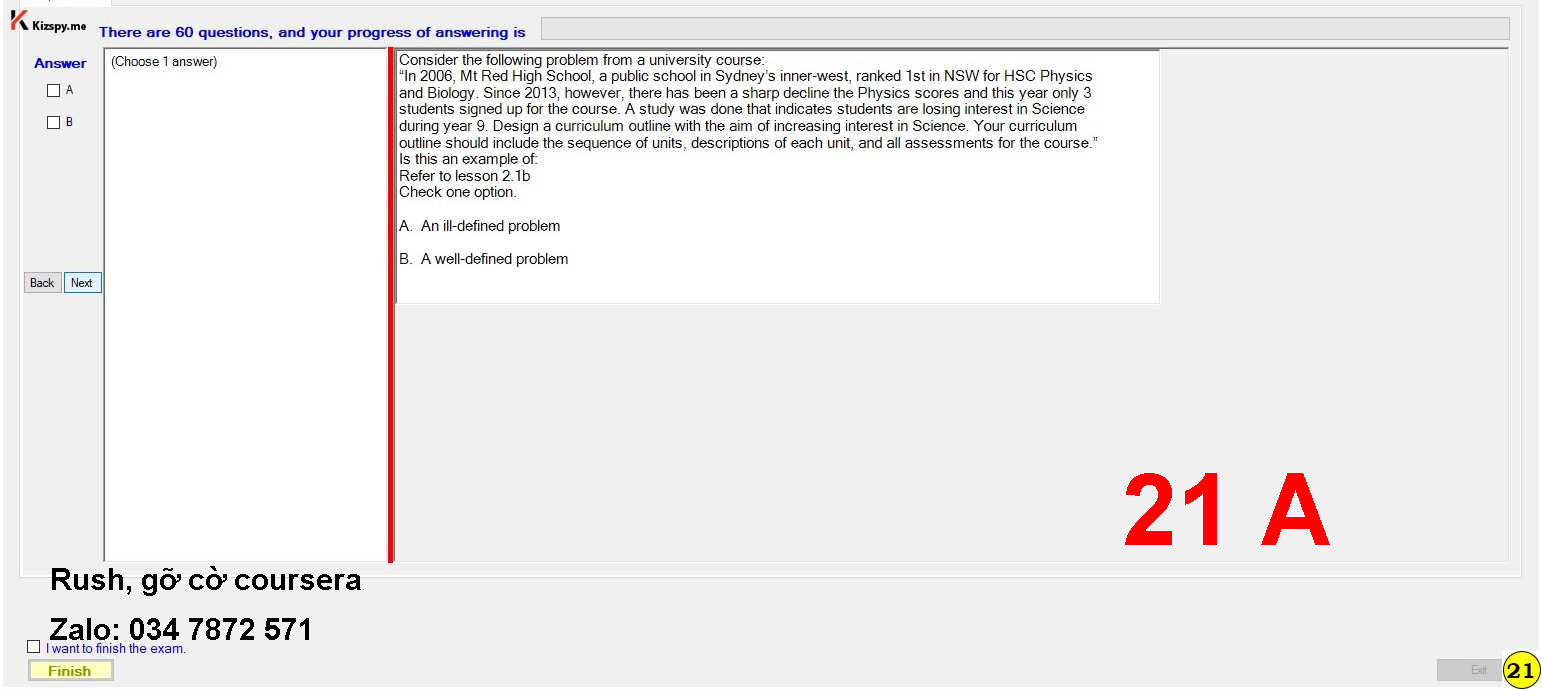 Kizspy.me
There are 60 questions, and your progress of answering is
Answer
A
B
Back
Next
(Choose 1 answer)
Consider the following problem from a university course:
“In 2006, Mt Red High School, a public school in Sydney’s inner-west, ranked 1st in NSW for HSC Physics
and Biology. Since 2013, however, there has been a sharp decline the Physics scores and this year only 3
students signed up for the course. A study was done that indicates students are losing interest in Science
during year 9. Design a curriculum outline with the aim of increasing interest in Science. Your curriculum
outline should include the sequence of units, descriptions of each unit, and all assessments for the course.”
Is this an example of:
Refer to lesson 2.1b
Check one option.
A. An ill-defined problem
B. A well-defined problem
21 A
Rush, gỡ cờ coursera
Zalo: 034 7872 571
I want to finish the exam.
Finish
Exit
21